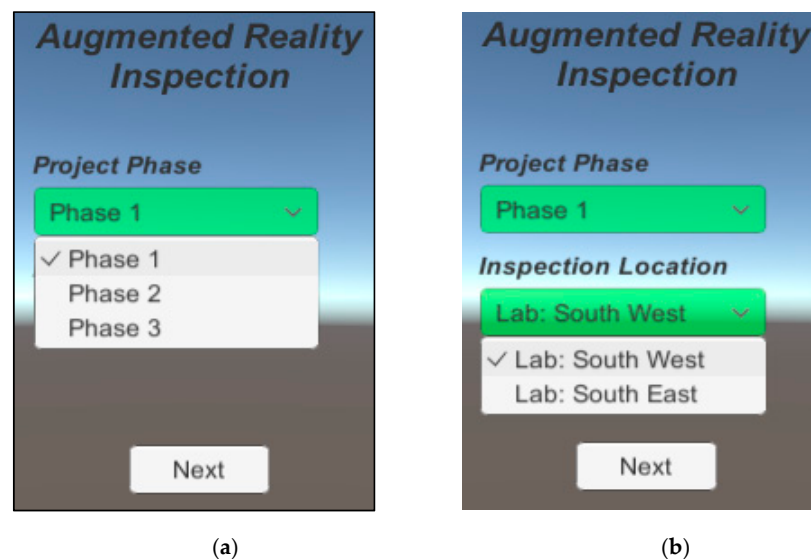 Augmented Reality
Inspection
Project Phase
Phase 1
✓ Phase 1
Phase 2
Phase 3
Next
(a)
Augmented Reality
Inspection
Project Phase
Phase 1
Inspection Location
Lab: South West
✓ Lab: South West
Lab: South East
Next
(b)